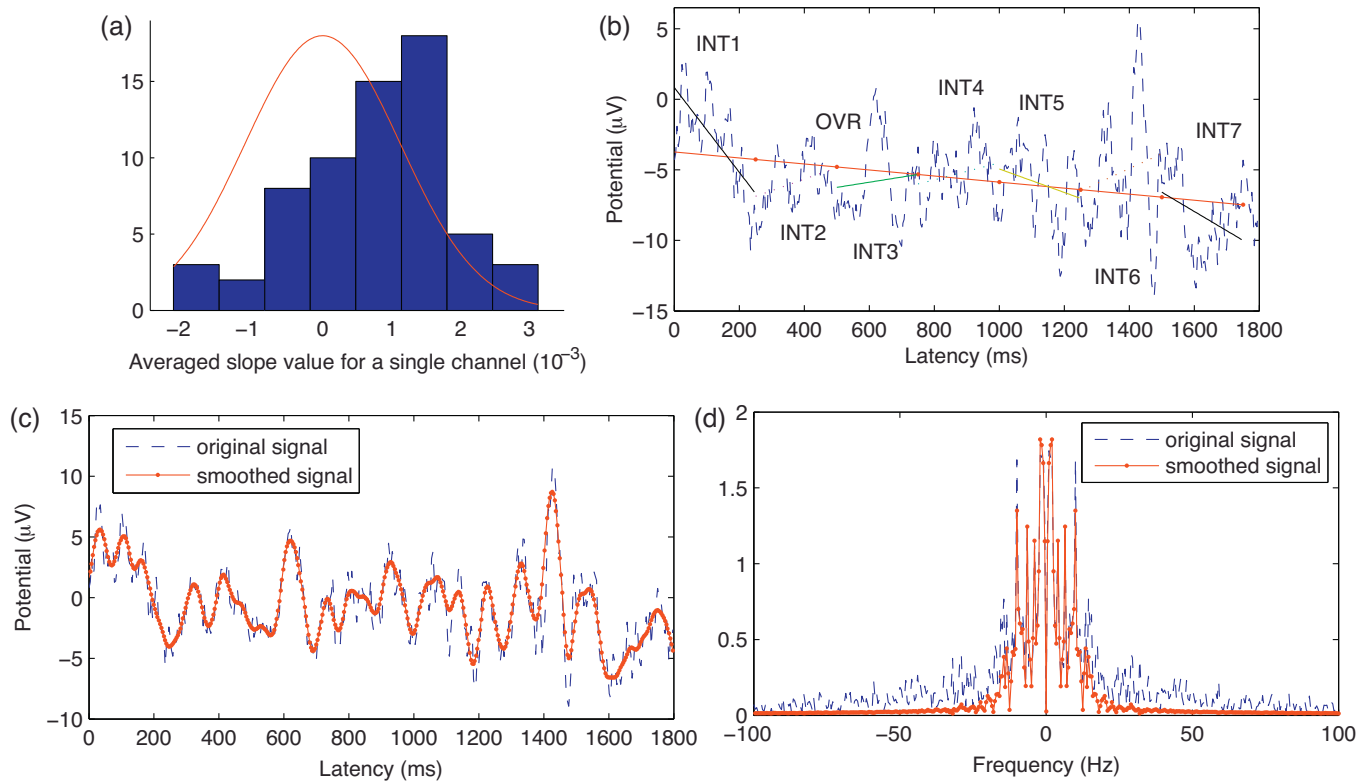 (a)
15
10
5
0
−2 −1 0 1 2 3
Averaged slope value for a single channel (10⁻³)
(b)
5
0
−5
−10
−15
Potential (μV)
INT1
INT2
OVR
INT3
INT4
INT5
INT6
INT7
0 200 400 600 800 1000 1200 1400 1600 1800
Latency (ms)
(c)
15
10
5
0
−5
−10
Potential (μV)
original signal
smoothed signal
0 200 400 600 800 1000 1200 1400 1600 1800
Latency (ms)
(d)
2
1.5
1
0.5
0
original signal
smoothed signal
−100 −50 0 50 100
Frequency (Hz)